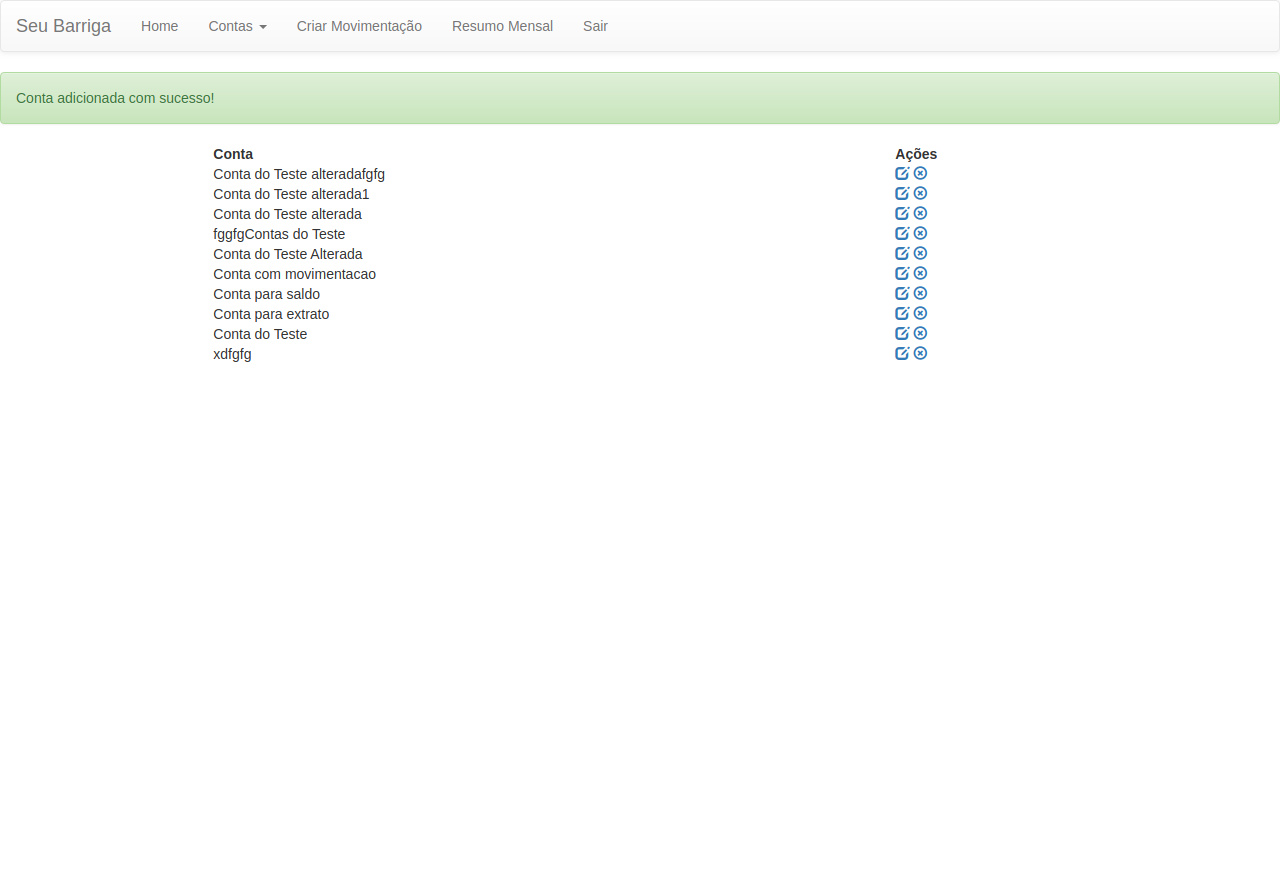 Seu Barriga Home Contas Criar Movimentação Resumo Mensal Sair
Conta adicionada com sucesso!
Conta Ações
Conta do Teste alteradafgfg
Conta do Teste alterada1
Conta do Teste alterada
fggfgContas do Teste
Conta do Teste Alterada
Conta com movimentacao
Conta para saldo
Conta para extrato
Conta do Teste
xdfgfg